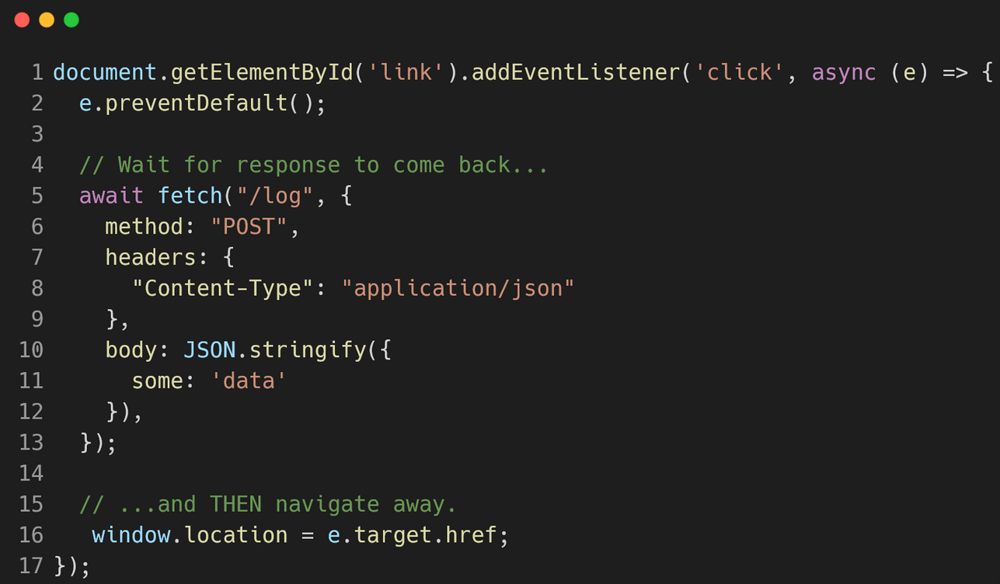 1 document.getElementById('link').addEventListener('click', async (e) => {
2   e.preventDefault();
3
4   // Wait for response to come back...
5   await fetch("/log", {
6     method: "POST",
7     headers: {
8       "Content-Type": "application/json"
9     },
10     body: JSON.stringify({
11       some: 'data'
12     }),
13   });
14
15   // ...and THEN navigate away.
16    window.location = e.target.href;
17 });